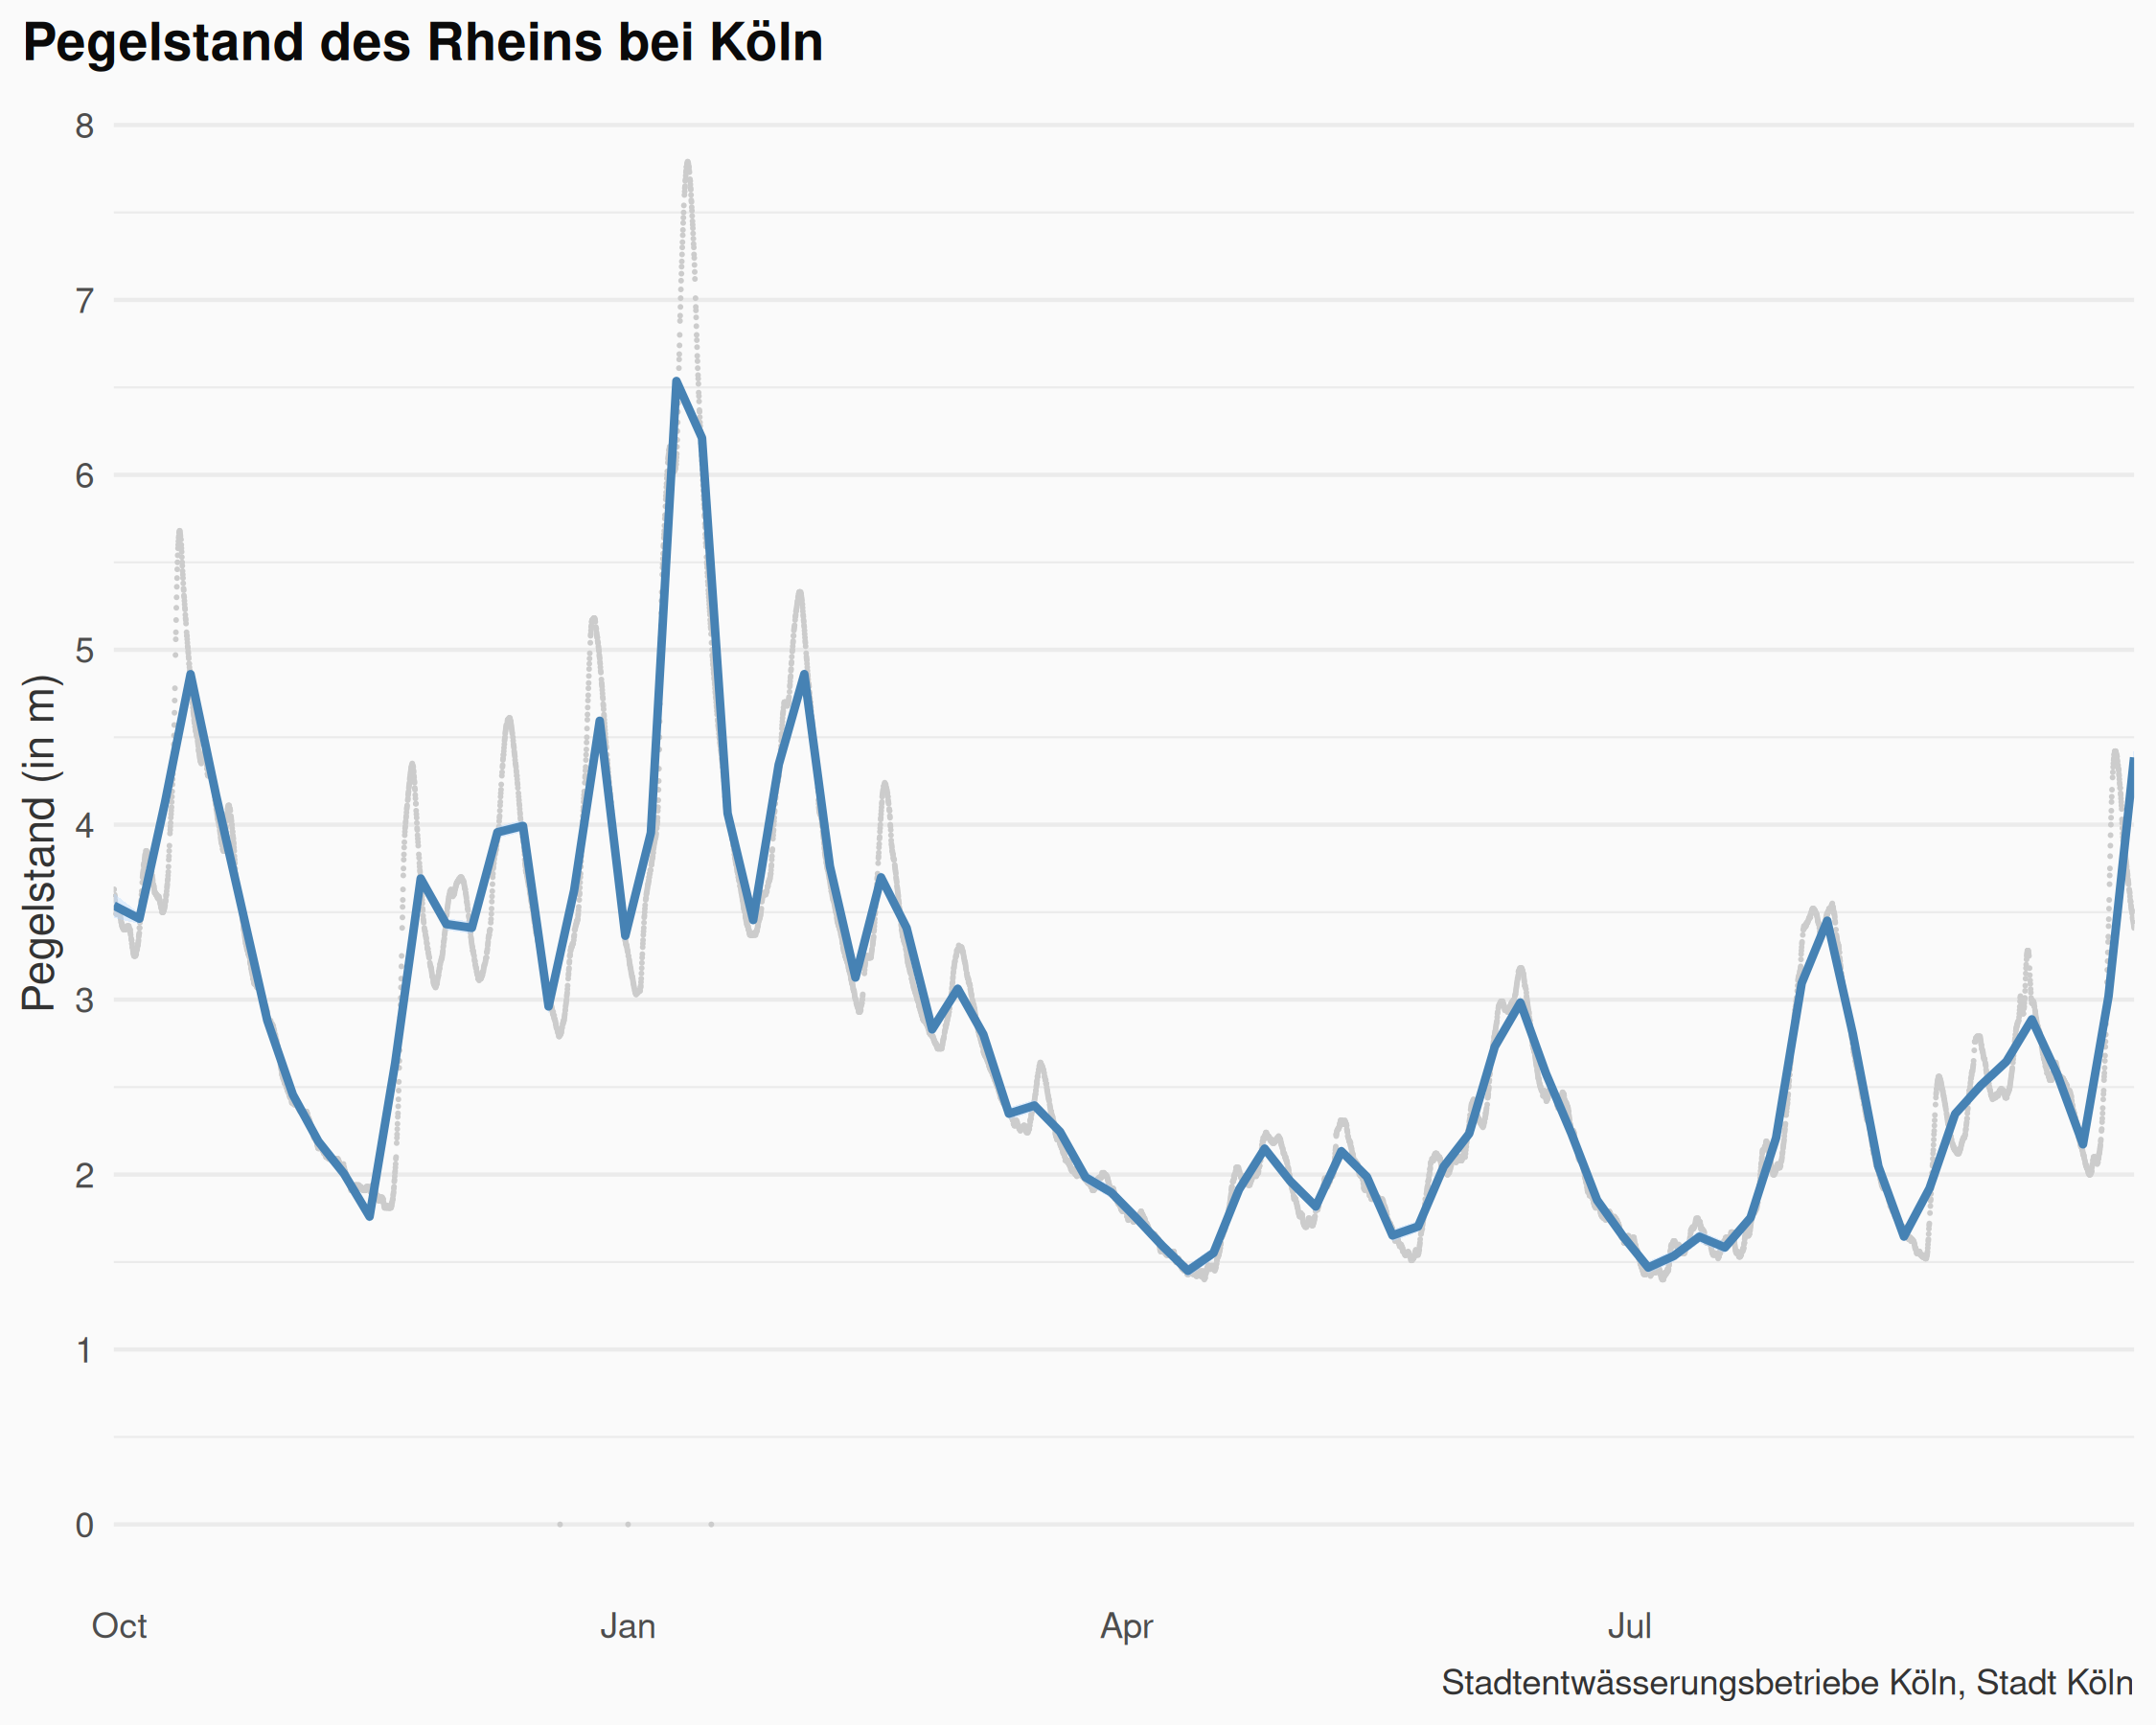 Pegelstand des Rheins bei Köln
Pegelstand (in m)
8
7
6
5
4
3
2
1
0
Oct Jan Apr Jul
Stadtentwässerungsbetriebe Köln, Stadt Köln